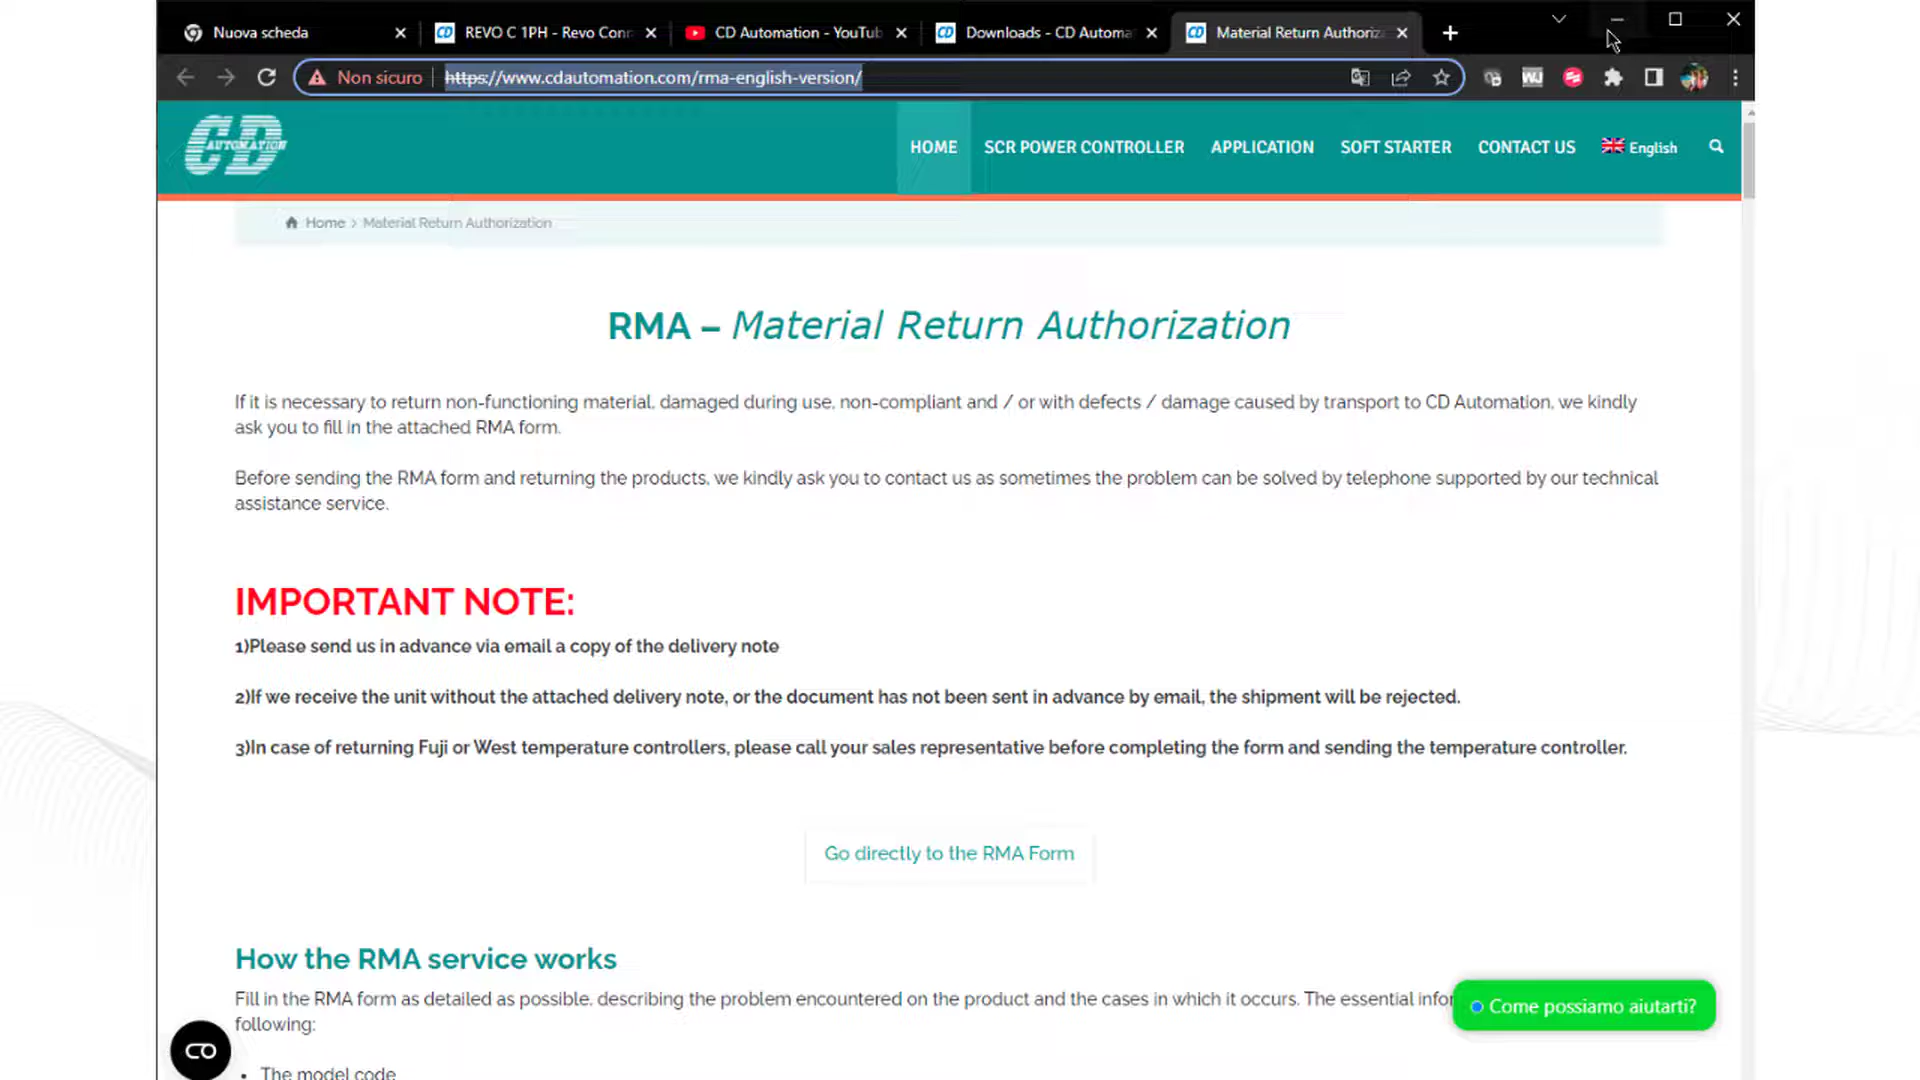 Nuova scheda
REVO C 1PH - Revo Conn
CD Automation - YouTub
Downloads - CD Automa
Material Return Authoriz
Non sicuro
https://www.cdautomation.com/rma-english-version/
CD
AUTOMATION
HOME
SCR POWER CONTROLLER
APPLICATION
SOFT STARTER
CONTACT US
English
Home > Material Return Authorization
RMA – Material Return Authorization
If it is necessary to return non-functioning material, damaged during use, non-compliant and / or with defects / damage caused by transport to CD Automation, we kindly
ask you to fill in the attached RMA form.
Before sending the RMA form and returning the products, we kindly ask you to contact us as sometimes the problem can be solved by telephone supported by our technical
assistance service.
IMPORTANT NOTE:
1)Please send us in advance via email a copy of the delivery note
2)If we receive the unit without the attached delivery note, or the document has not been sent in advance by email, the shipment will be rejected.
3)In case of returning Fuji or West temperature controllers, please call your sales representative before completing the form and sending the temperature controller.
Go directly to the RMA Form
How the RMA service works
Fill in the RMA form as detailed as possible, describing the problem encountered on the product and the cases in which it occurs. The essential infor
following:
Come possiamo aiutarti?
• The model code